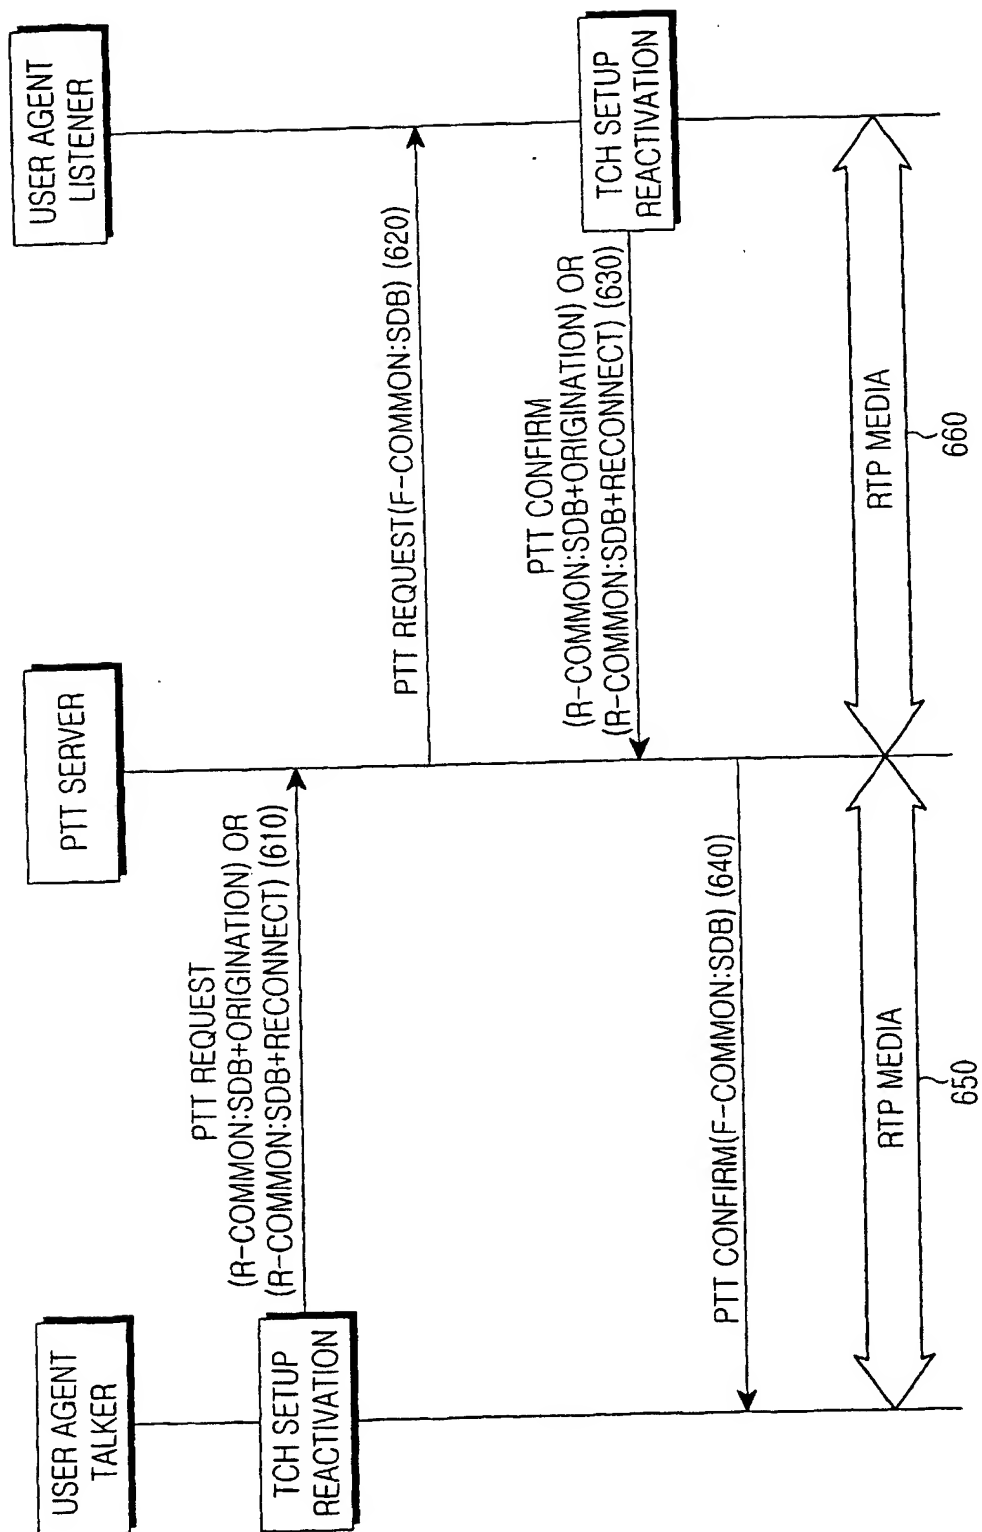 USER AGENT
TALKER
PTT SERVER
USER AGENT
LISTENER
TCH SETUP
REACTIVATION
PTT REQUEST
(R-COMMON:SDB+ORIGINATION) OR
(R-COMMON:SDB+RECONNECT) (610)
PTT REQUEST(F-COMMON:SDB) (620)
TCH SETUP
REACTIVATION
PTT CONFIRM
(R-COMMON:SDB+ORIGINATION) OR
(R-COMMON:SDB+RECONNECT) (630)
PTT CONFIRM(F-COMMON:SDB) (640)
RTP MEDIA
650
RTP MEDIA
660